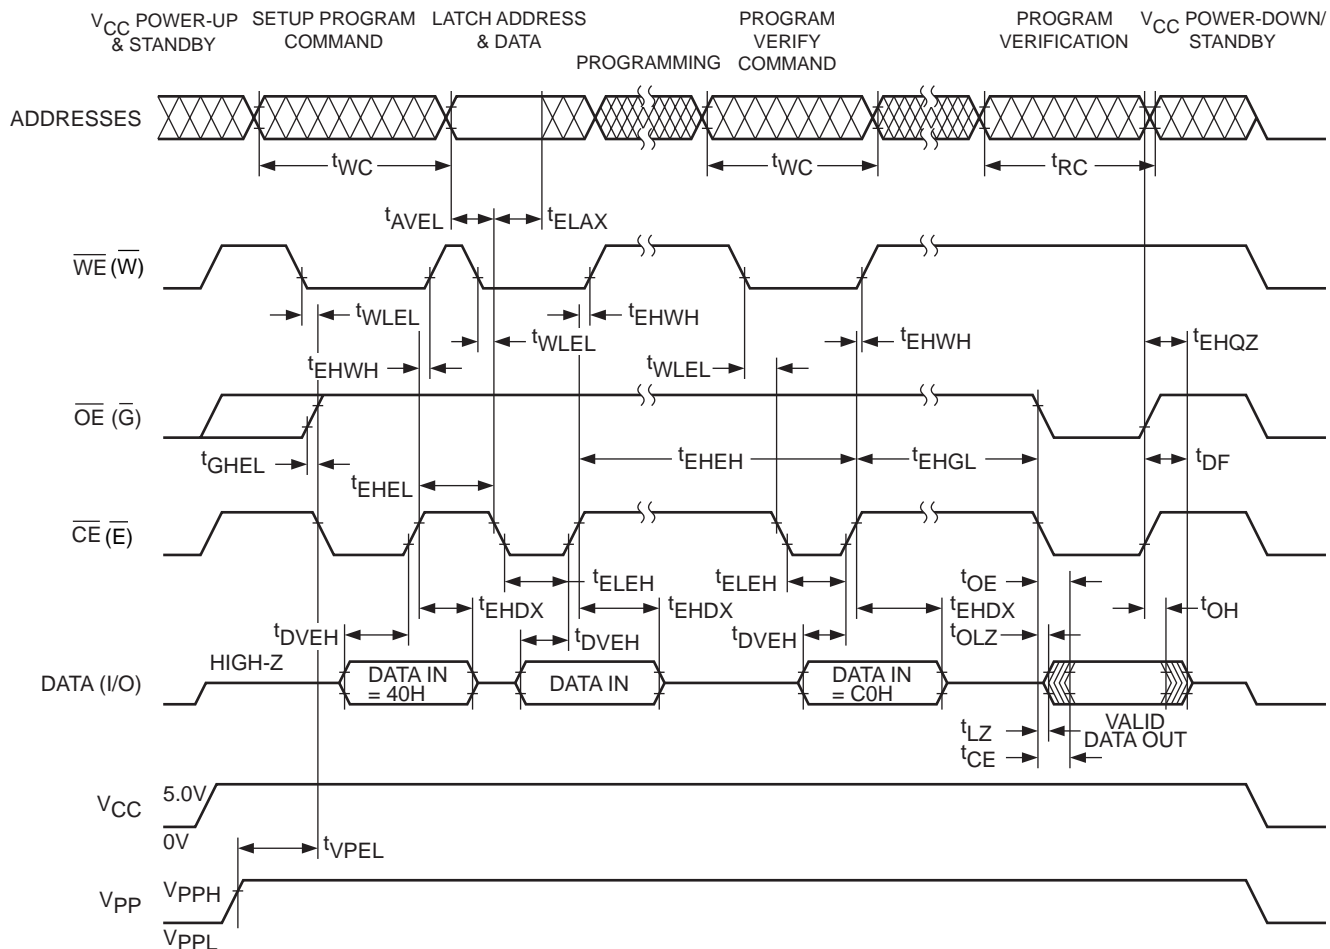 VCC POWER-UP & STANDBY
SETUP PROGRAM COMMAND
LATCH ADDRESS & DATA
PROGRAMMING
PROGRAM VERIFY COMMAND
PROGRAM VERIFICATION
VCC POWER-DOWN/ STANDBY
ADDRESSES
tWC
tWC
tRC
tAVEL
tELAX
WE (W)
tWLEL
tEHWH
tWLEL
tEHWH
tEHQZ
tEHWH
tWLEL
OE (G)
tGHEL
tEHEH
tEHGL
tDF
tEHEL
CE (E)
tELEH
tELEH
tOE
tEHDX
tEHDX
tEHDX
tOH
tDVEH
tDVEH
tDVEH
tOLZ
HIGH-Z
DATA (I/O)
DATA IN
= 40H
DATA IN
DATA IN
= C0H
tLZ
VALID
DATA OUT
tCE
VCC
5.0V
0V
tVPEL
VPP
VPPH
VPPL